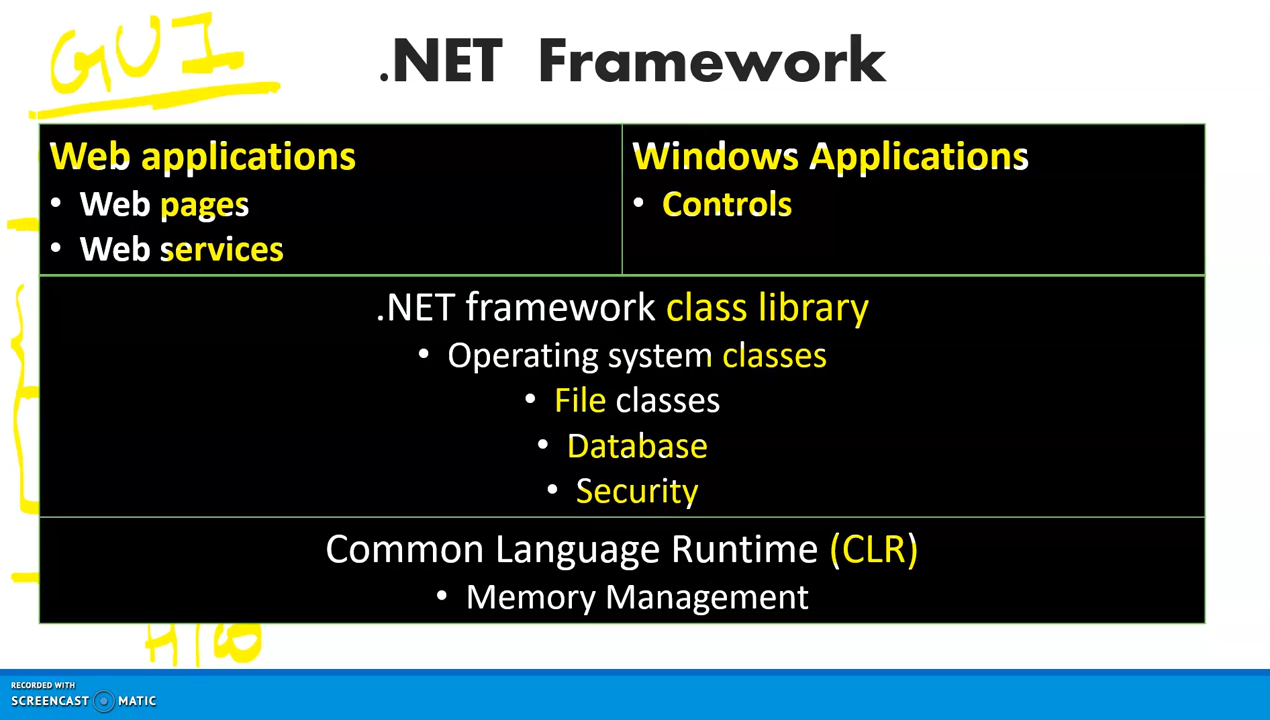 GUI
.NET Framework
Web applications
• Web pages
• Web services
Windows Applications
• Controls
.NET framework class library
• Operating system classes
• File classes
• Database
• Security
Common Language Runtime (CLR)
• Memory Management
RECORDED WITH
SCREENCAST MATIC